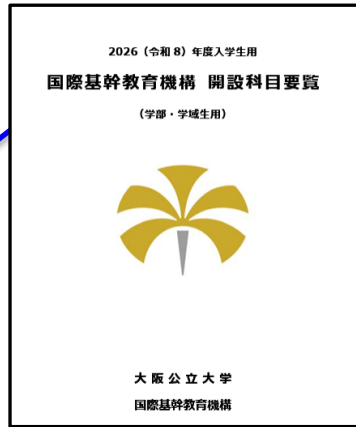 2026（令和8）年度入学生用
国際基幹教育機構 開設科目要覧
（学部・学域生用）
大阪公立大学
国際基幹教育機構